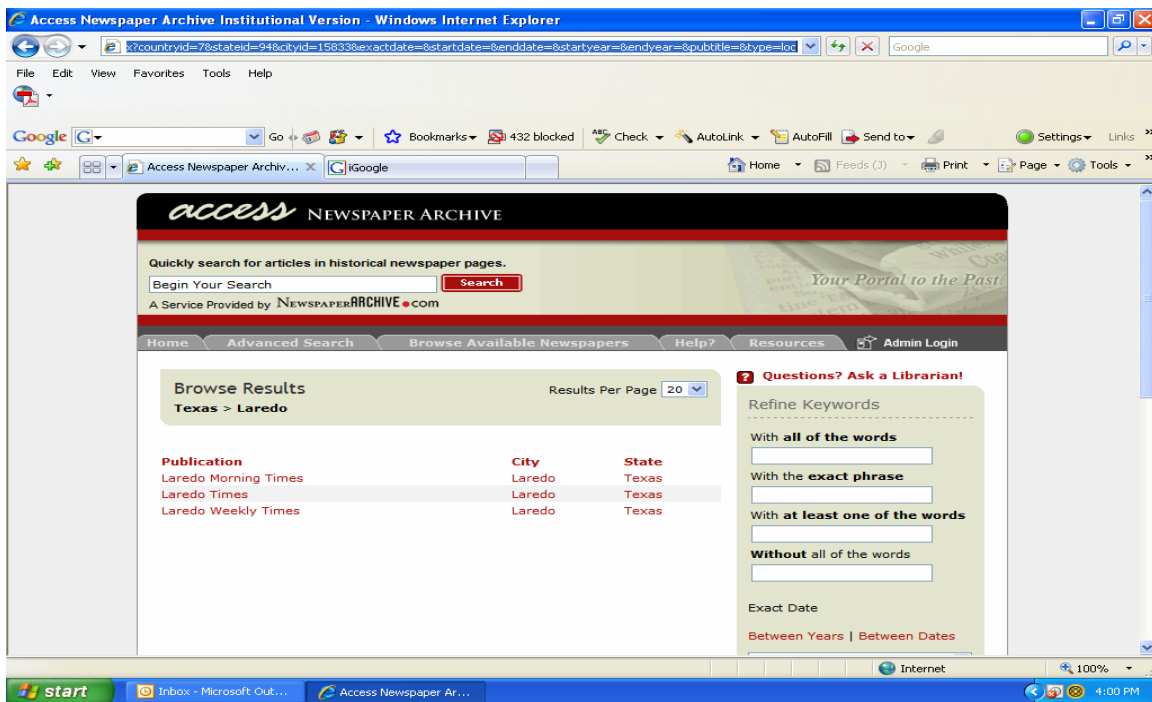 Access Newspaper Archive Institutional Version - Windows Internet Explorer
x?countryid=7&stateid=94&cityid=15833&exactdate=&startdate=&enddate=&startyear=&endyear=&pubtitle=&type=loc
Google
File Edit View Favorites Tools Help
Google G Go Bookmarks 432 blocked ABC Check AutoLink AutoFill Send to Settings Links
Access Newspaper Archiv... X G iGoogle Home Feeds (J) Print Page Tools
access NEWSPAPER ARCHIVE
Quickly search for articles in historical newspaper pages.
Begin Your Search Search
Your Portal to the Past
A Service Provided by NEWSPAPERARCHIVE.com
Home Advanced Search Browse Available Newspapers Help? Resources Admin Login
? Questions? Ask a Librarian!
Browse Results Results Per Page 20
Texas > Laredo
Refine Keywords
With all of the words
Publication City State
Laredo Morning Times Laredo Texas
With the exact phrase
Laredo Times Laredo Texas
Laredo Weekly Times Laredo Texas
With at least one of the words
Without all of the words
Exact Date
Between Years | Between Dates
Internet 100%
start Inbox - Microsoft Out... Access Newspaper Ar... 4:00 PM